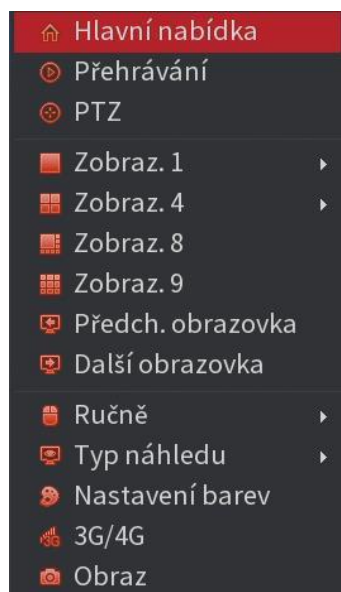 Hlavní nabídka
Přehrávání
PTZ
Zobraz. 1
Zobraz. 4
Zobraz. 8
Zobraz. 9
Předch. obrazovka
Další obrazovka
Ručně
Typ náhledu
Nastavení barev
3G/4G
Obraz